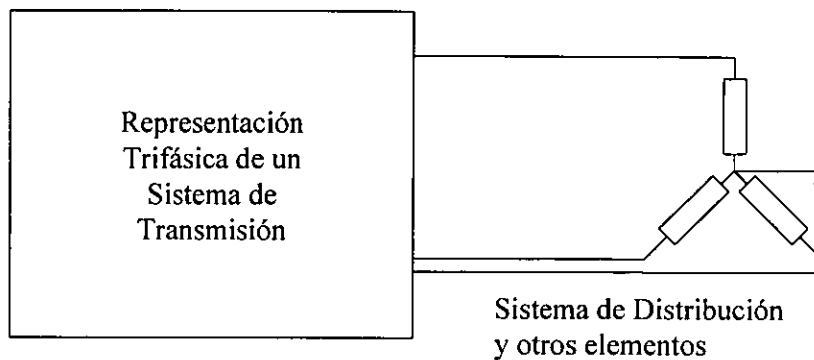 Representación
Trifásica de un
Sistema de
Transmisión
Sistema de Distribución
y otros elementos